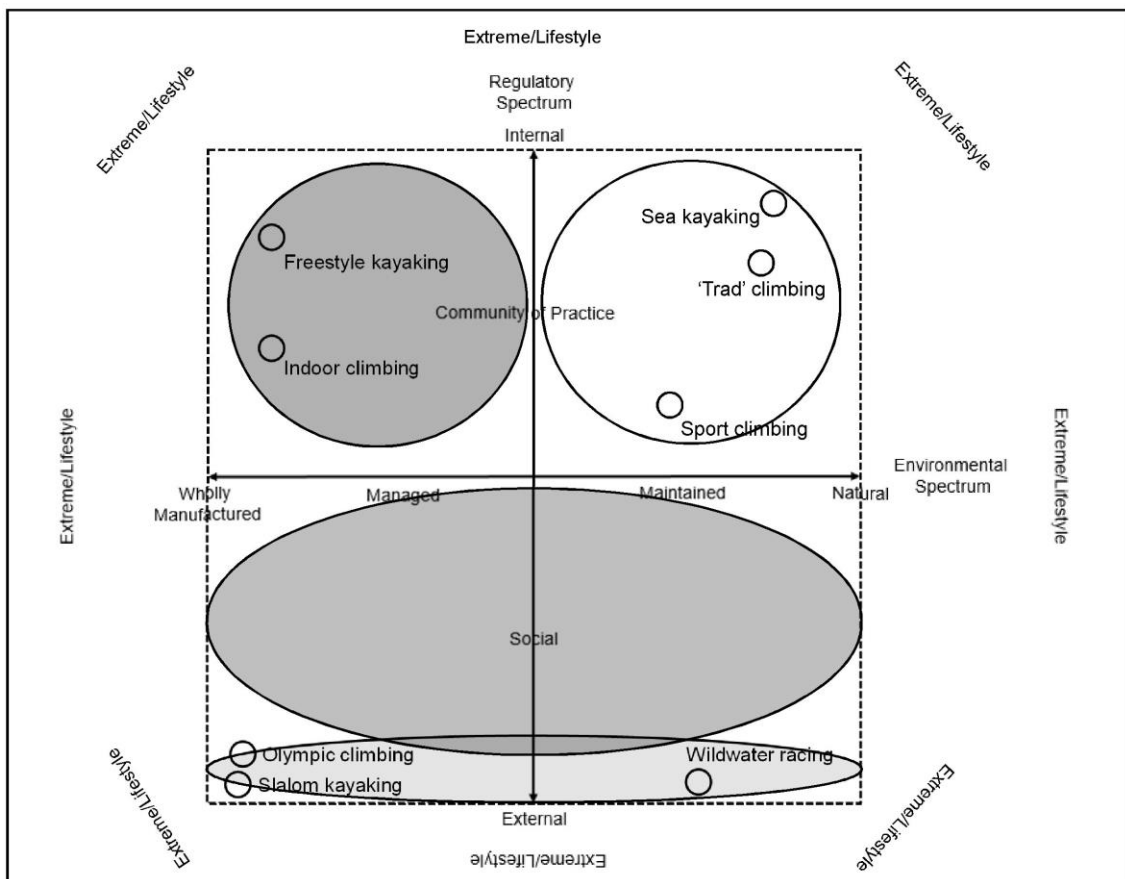 Extreme/Lifestyle
Extreme/Lifestyle
Extreme/Lifestyle
Regulatory
Spectrum
Internal
Sea kayaking
Freestyle kayaking
'Trad' climbing
Community of Practice
Indoor climbing
Sport climbing
Extreme/Lifestyle
Extreme/Lifestyle
Environmental
Spectrum
Wholly
Manufactured
Managed
Maintained
Natural
Social
Olympic climbing
Wildwater racing
Slalom kayaking
External
Extreme/Lifestyle
Extreme/Lifestyle
Extreme/Lifestyle